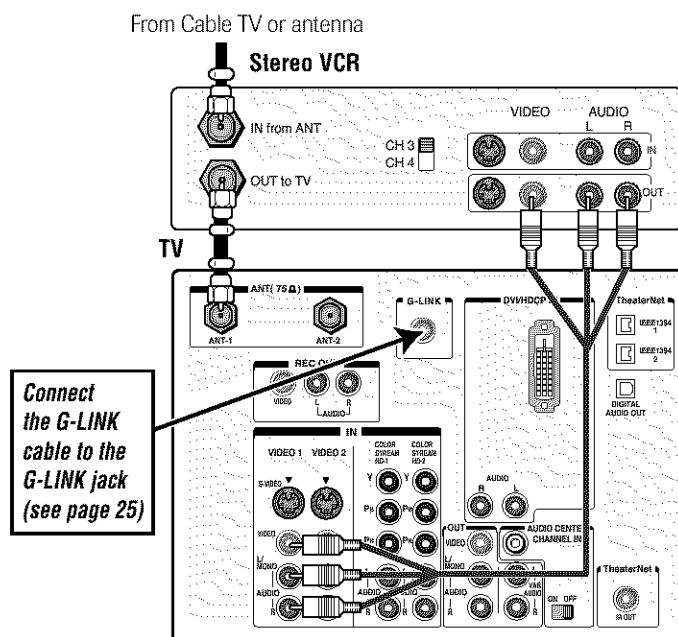 From Cable TV or antenna
Stereo VCR
IN from ANT
OUT to TV
CH 3
CH 4
VIDEO AUDIO
L R
IN
OUT
TV
ANT(75Ω)
ANT-1 ANT-2
G-LINK
DVI/HDCP
TheaterNet
IEEE1394
1
IEEE1394
2
DIGITAL
AUDIO OUT
REC OUT
VIDEO
L R
AUDIO
Connect
the G-LINK
cable to the
G-LINK jack
(see page 25)
IN
VIDEO 1 VIDEO 2
COLOR
STREAM
HD-1
COLOR
STREAM
HD-2
S-VIDEO
Y Y
PB
PR
VIDEO
L/
MONO
AUDIO
R
AUDIO
AUDIO
R L
OUT
VIDEO
L/
MONO
AUDIO
R
AUDIO CENTE
CHANNEL IN
VAR
AUDIO
R
ON OFF
TheaterNet
IR OUT